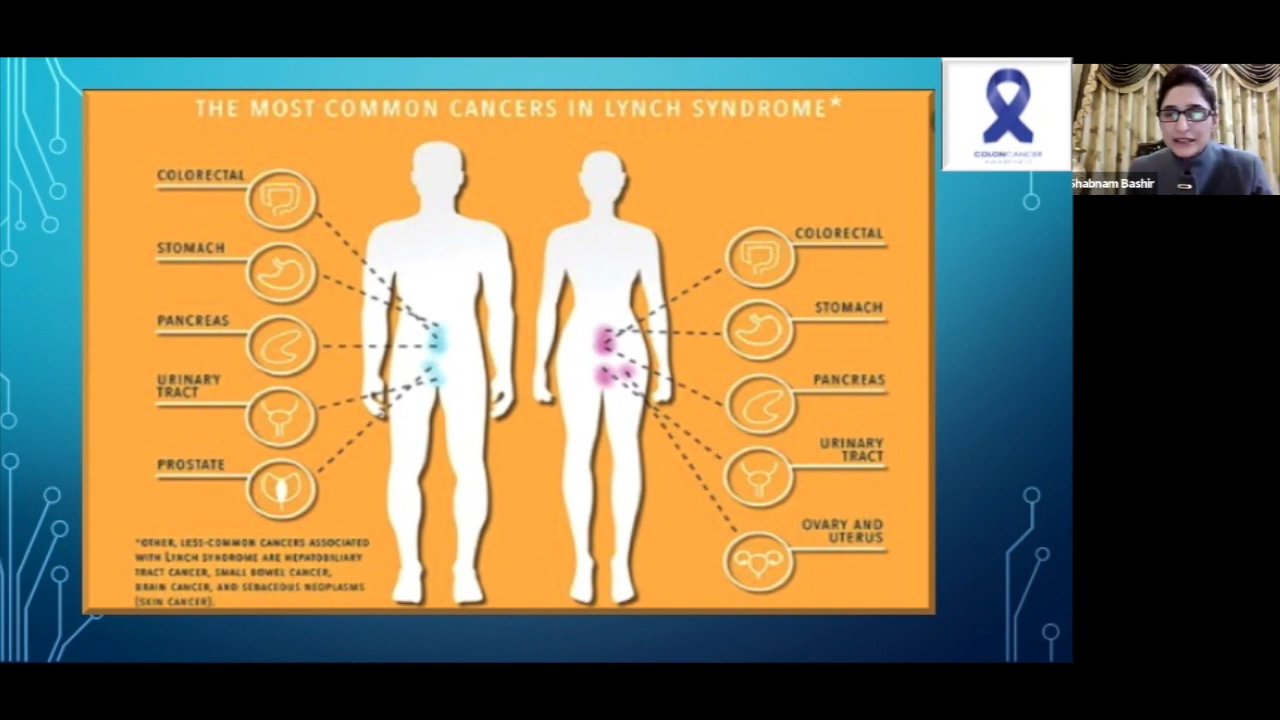 THE MOST COMMON CANCERS IN LYNCH SYNDROME*
COLORECTAL
STOMACH
PANCREAS
URINARY
TRACT
PROSTATE
*OTHER, LESS-COMMON CANCERS ASSOCIATED
WITH LYNCH SYNDROME ARE HEPATOBILIARY
TRACT CANCER, SMALL BOWEL CANCER,
BRAIN CANCER, AND SEBACEOUS NEOPLASMS
(SKIN CANCER).
COLORECTAL
STOMACH
PANCREAS
URINARY
TRACT
OVARY AND
UTERUS
COLONCANCER
Shabnam Bashir